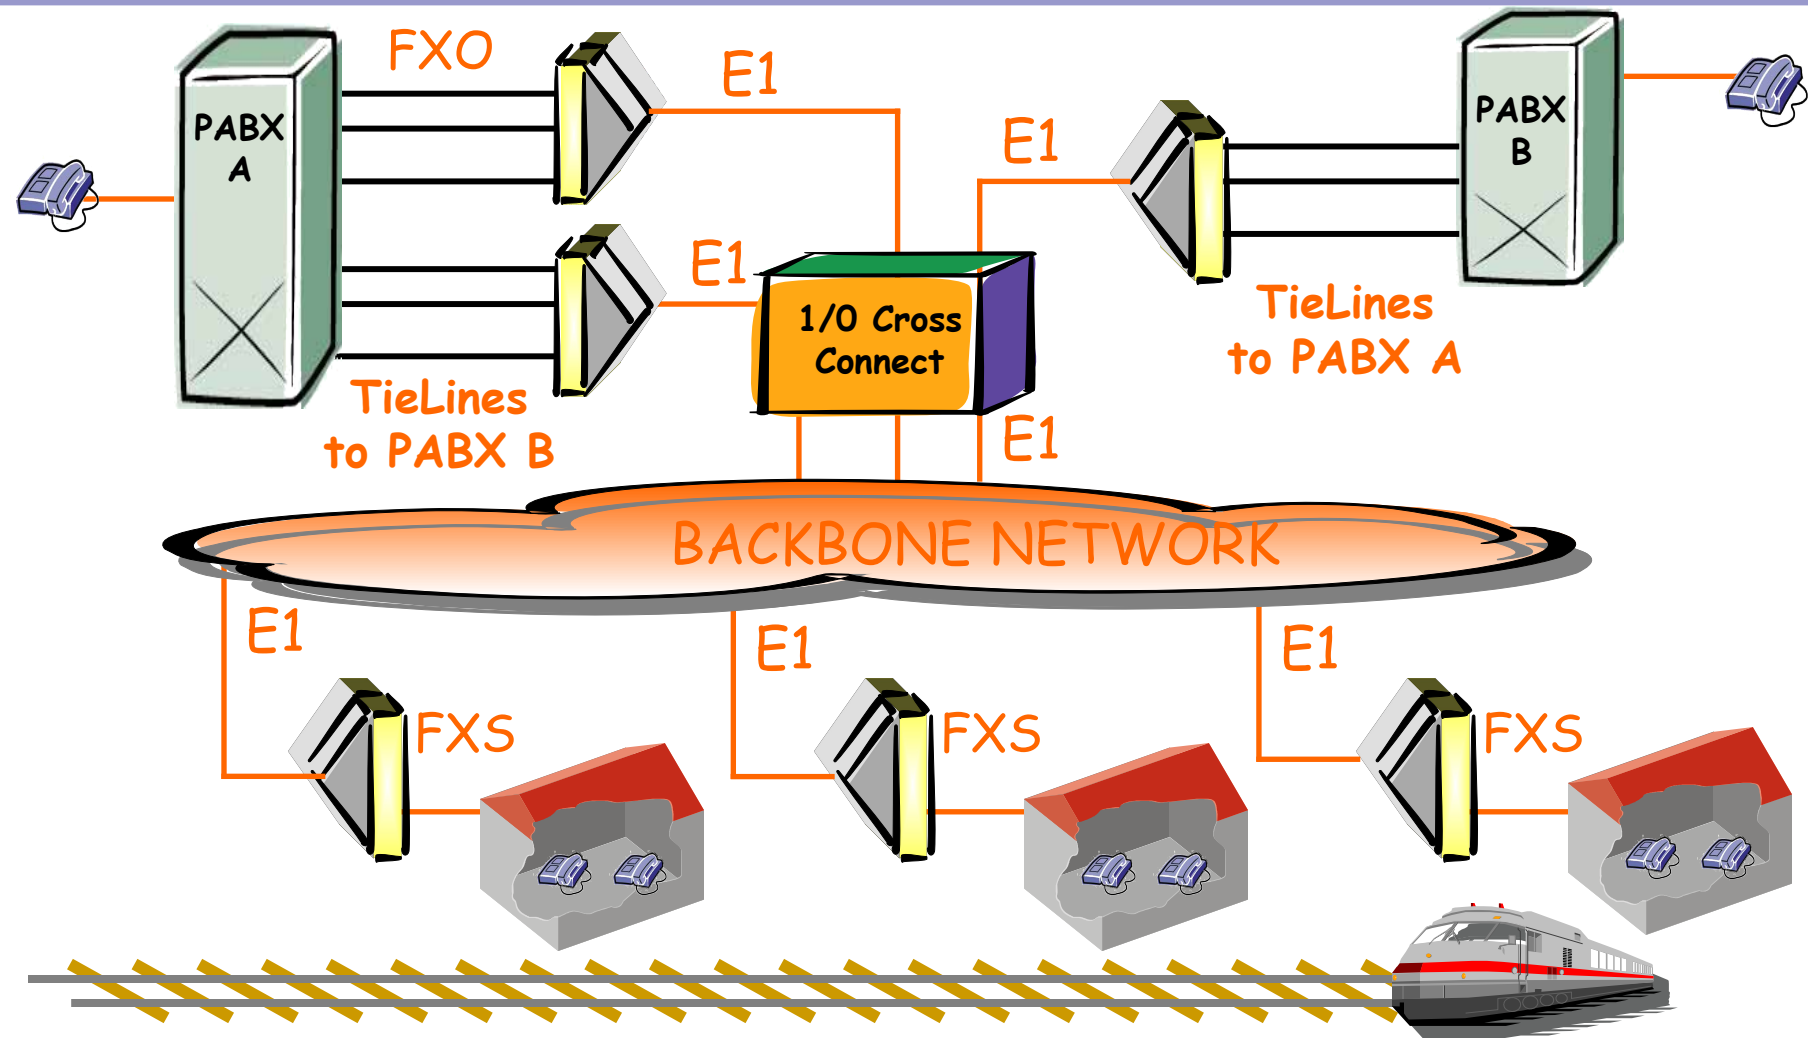 FXO
E1
PABX
A
PABX
B
E1
E1
1/0 Cross
Connect
TieLines
to PABX A
TieLines
to PABX B
E1
BACKBONE NETWORK
E1
E1
E1
FXS
FXS
FXS